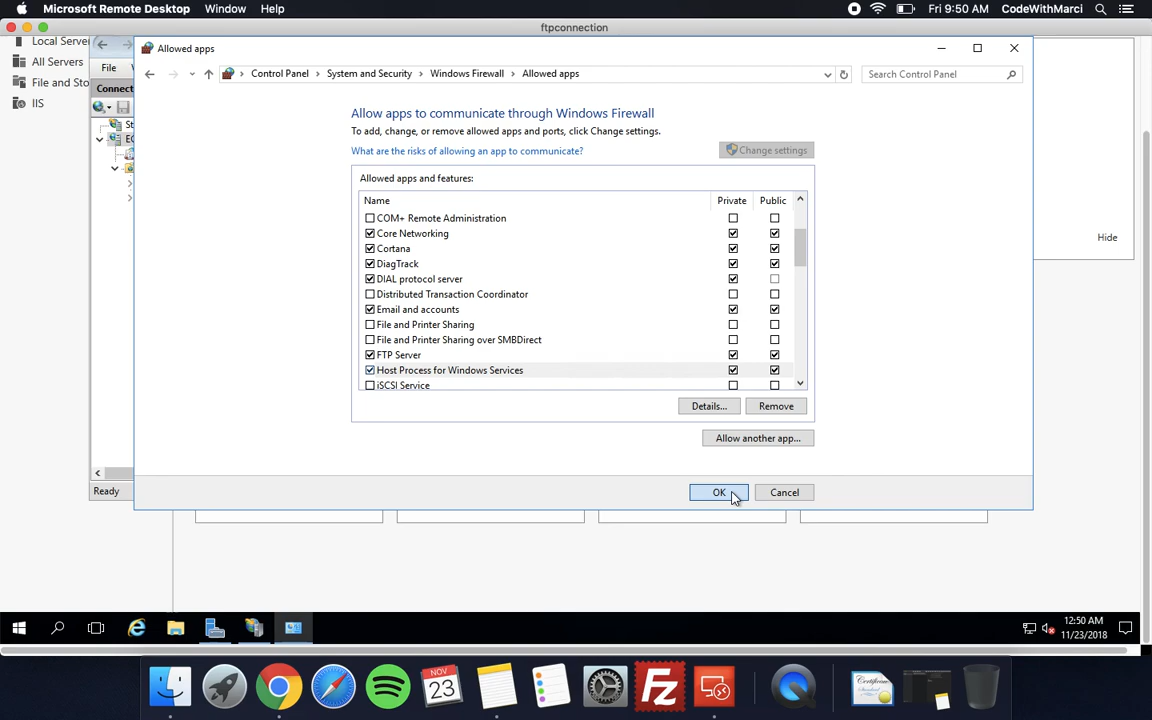 Microsoft Remote Desktop Window Help Fri 9:50 AM CodeWithMarci
ftpconnection
Local Serve
All Servers
File and Sto
IIS
File
Connect
St
EC
Ready
Allowed apps
Control Panel > System and Security > Windows Firewall > Allowed apps
Search Control Panel
Allow apps to communicate through Windows Firewall
To add, change, or remove allowed apps and ports, click Change settings.
What are the risks of allowing an app to communicate?
Change settings
Allowed apps and features:
Name Private Public
COM+ Remote Administration
Core Networking
Cortana
DiagTrack
DIAL protocol server
Distributed Transaction Coordinator
Email and accounts
File and Printer Sharing
File and Printer Sharing over SMBDirect
FTP Server
Host Process for Windows Services
iSCSI Service
Details... Remove
Allow another app...
OK Cancel
Hide
12:50 AM
11/23/2018
NOV
23
Fz